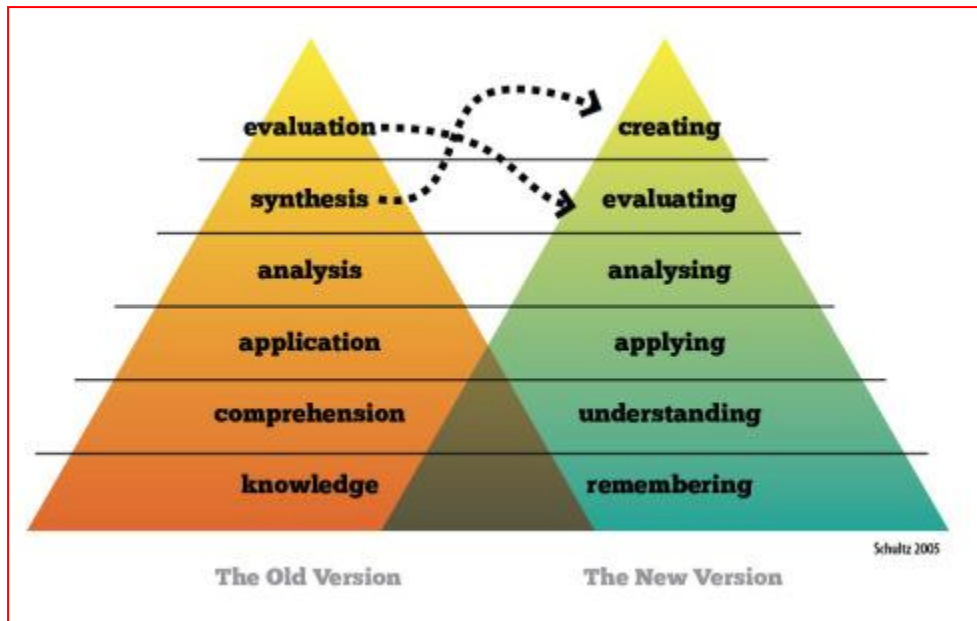 evaluation
creating
synthesis
evaluating
analysis
analysing
application
applying
comprehension
understanding
knowledge
remembering
Schultz 2005
The Old Version
The New Version